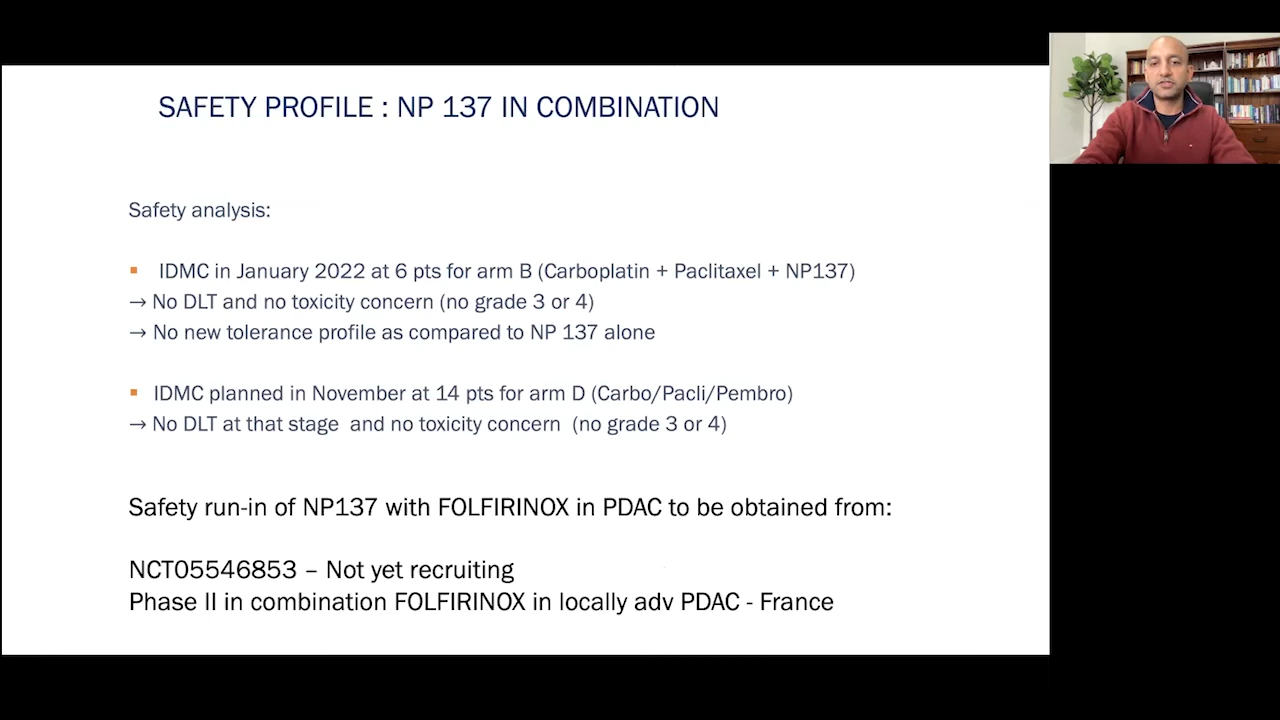 SAFETY PROFILE : NP 137 IN COMBINATION
Safety analysis:
▪ IDMC in January 2022 at 6 pts for arm B (Carboplatin + Paclitaxel + NP137)
→ No DLT and no toxicity concern (no grade 3 or 4)
→ No new tolerance profile as compared to NP 137 alone
▪ IDMC planned in November at 14 pts for arm D (Carbo/Pacli/Pembro)
→ No DLT at that stage and no toxicity concern (no grade 3 or 4)
Safety run-in of NP137 with FOLFIRINOX in PDAC to be obtained from:
NCT05546853 – Not yet recruiting
Phase II in combination FOLFIRINOX in locally adv PDAC - France